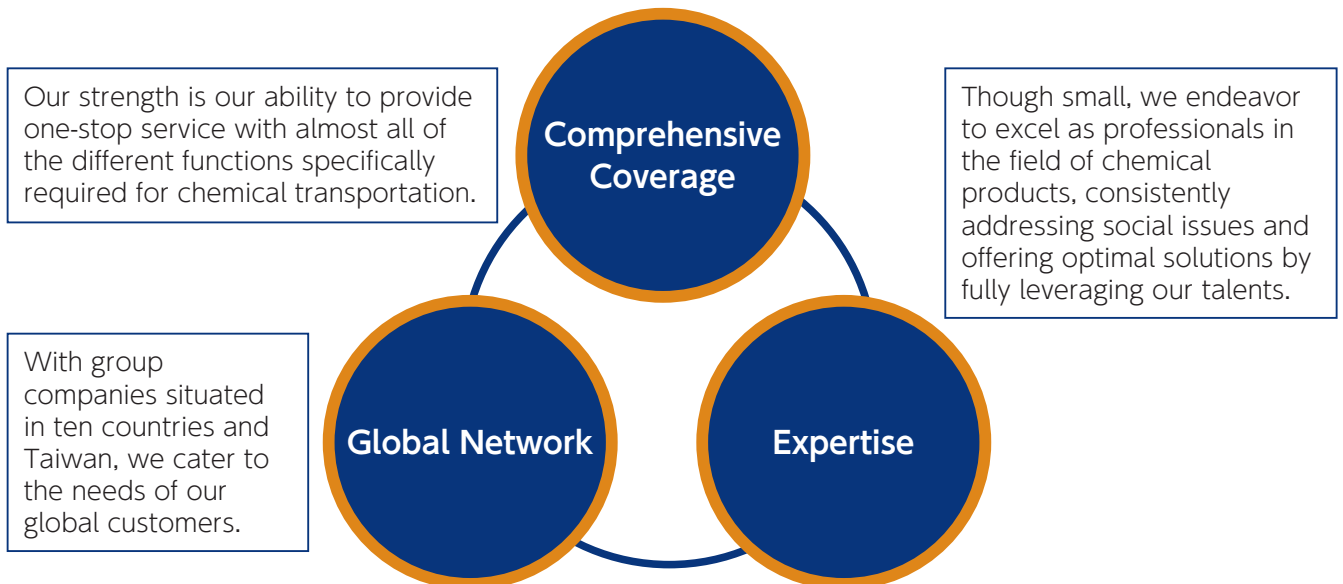 Our strength is our ability to provide
one-stop service with almost all of
the different functions specifically
required for chemical transportation.
Comprehensive
Coverage
Though small, we endeavor
to excel as professionals in
the field of chemical
products, consistently
addressing social issues and
offering optimal solutions by
fully leveraging our talents.
With group
companies situated
in ten countries and
Taiwan, we cater to
the needs of our
global customers.
Global Network
Expertise